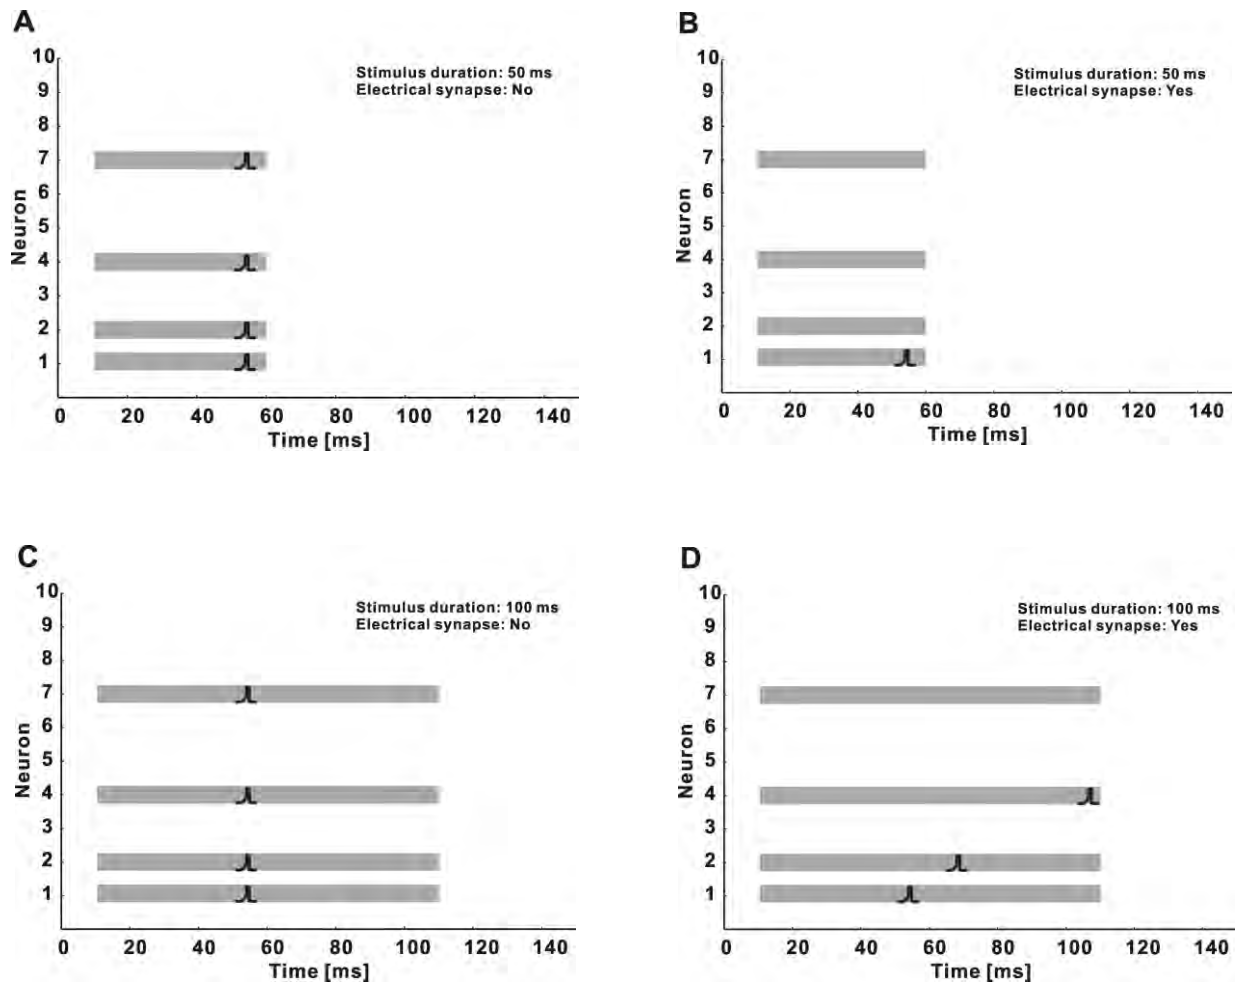 A
Stimulus duration: 50 ms
Electrical synapse: No
10
9
8
7
6
5
4
3
2
1
Neuron
0 20 40 60 80 100 120 140
Time [ms]
B
Stimulus duration: 50 ms
Electrical synapse: Yes
10
9
8
7
6
5
4
3
2
1
Neuron
0 20 40 60 80 100 120 140
Time [ms]
C
Stimulus duration: 100 ms
Electrical synapse: No
10
9
8
7
6
5
4
3
2
1
Neuron
0 20 40 60 80 100 120 140
Time [ms]
D
Stimulus duration: 100 ms
Electrical synapse: Yes
10
9
8
7
6
5
4
3
2
1
Neuron
0 20 40 60 80 100 120 140
Time [ms]